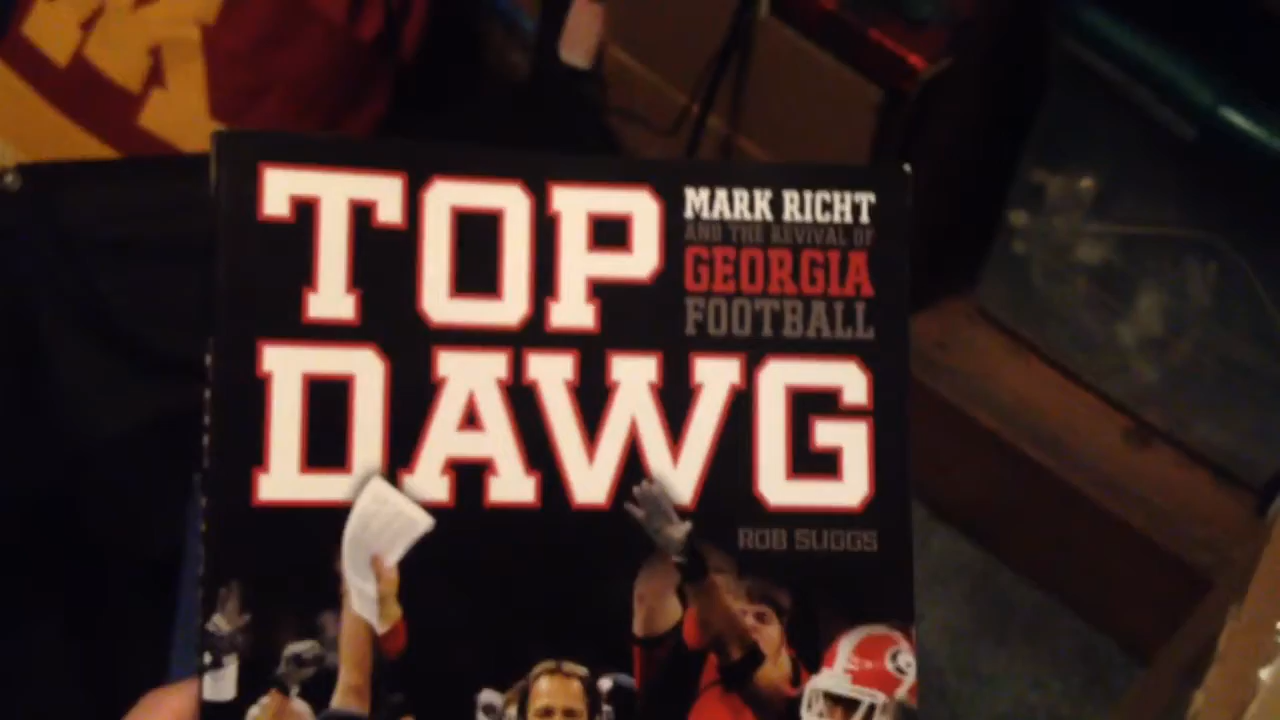 TOP
DAWG
MARK RICHT
AND THE REVIVAL OF
GEORGIA
FOOTBALL
ROB SUGGS